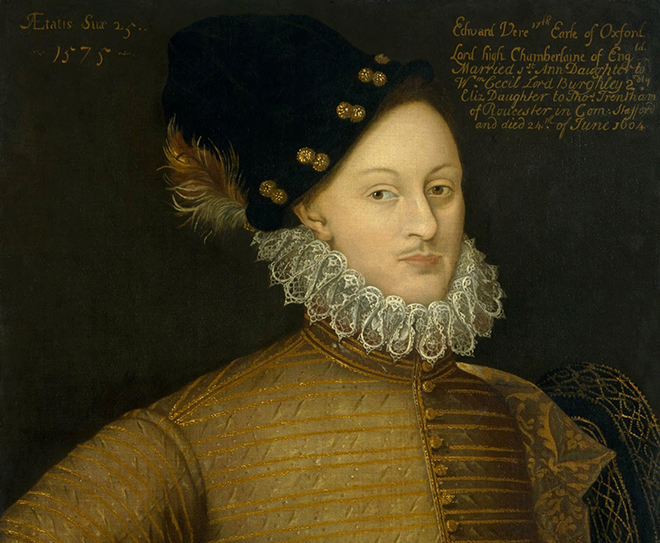 Ætatis Suæ 25
1575
Edward Vere 17th Earle of Oxford
Lord high Chamberlaine of Engld.
Married 1st. Ann Daughter to
Wm. Cecil Lord Burghley 2dly
Eliz. Daughter to Tho: Trentham
of Roucester in Com: Stafford
and died 24th. of June 1604